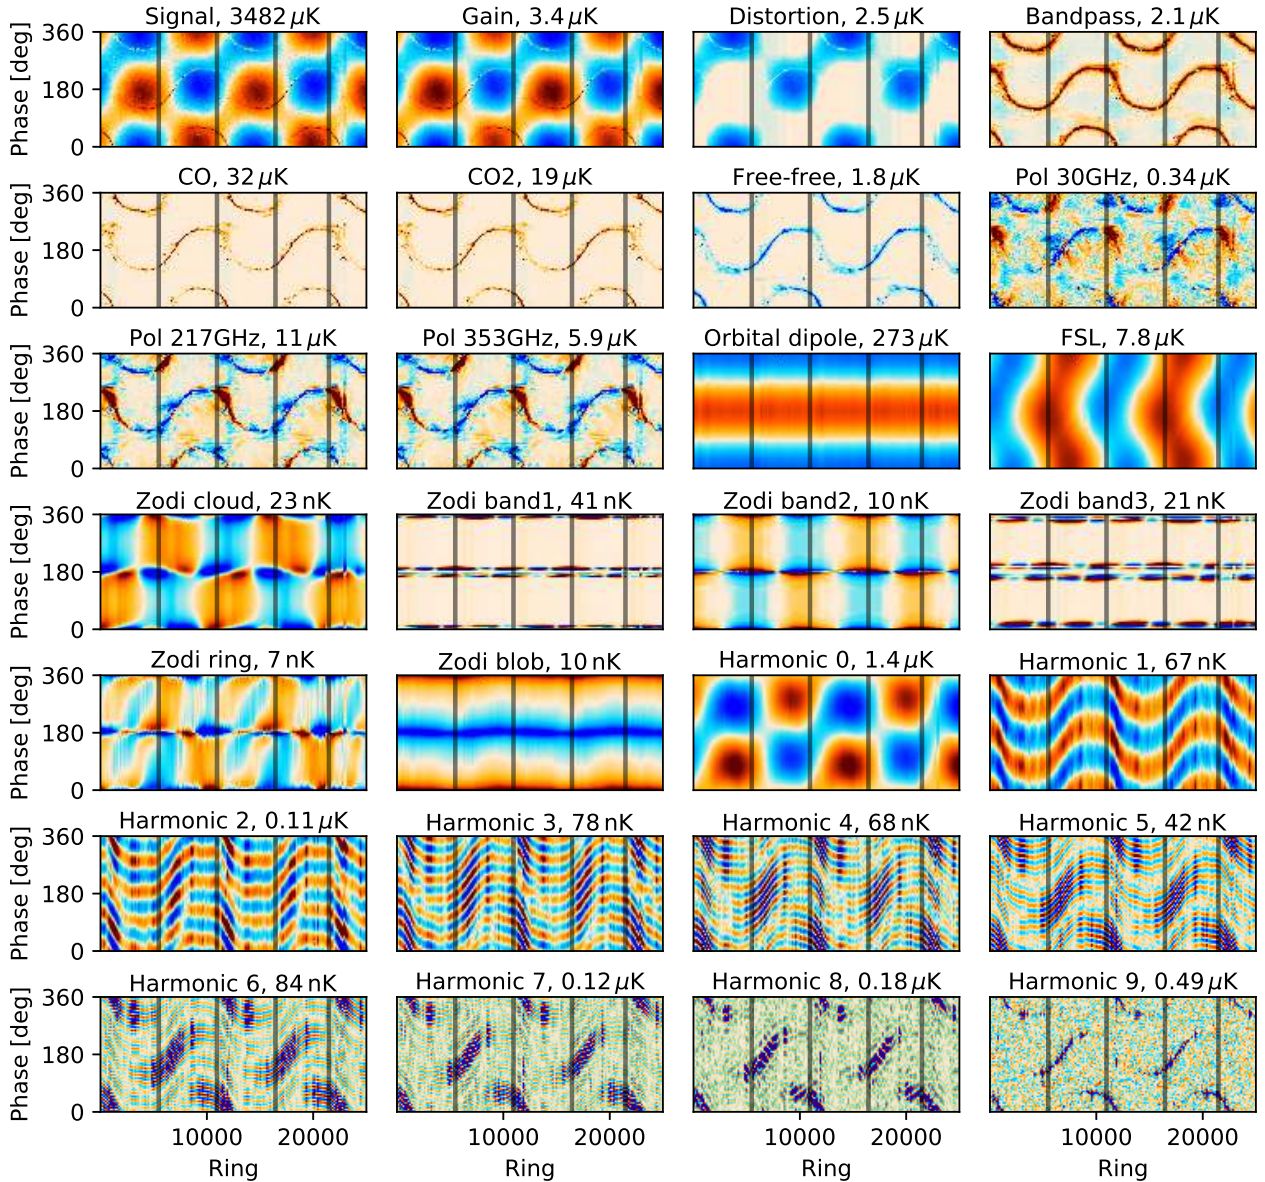 Signal, 3482 μK
Gain, 3.4 μK
Distortion, 2.5 μK
Bandpass, 2.1 μK
Phase [deg]
360
180
0
CO, 32 μK
CO2, 19 μK
Free-free, 1.8 μK
Pol 30GHz, 0.34 μK
Phase [deg]
360
180
0
Pol 217GHz, 11 μK
Pol 353GHz, 5.9 μK
Orbital dipole, 273 μK
FSL, 7.8 μK
Phase [deg]
360
180
0
Zodi cloud, 23 nK
Zodi band1, 41 nK
Zodi band2, 10 nK
Zodi band3, 21 nK
Phase [deg]
360
180
0
Zodi ring, 7 nK
Zodi blob, 10 nK
Harmonic 0, 1.4 μK
Harmonic 1, 67 nK
Phase [deg]
360
180
0
Harmonic 2, 0.11 μK
Harmonic 3, 78 nK
Harmonic 4, 68 nK
Harmonic 5, 42 nK
Phase [deg]
360
180
0
Harmonic 6, 84 nK
Harmonic 7, 0.12 μK
Harmonic 8, 0.18 μK
Harmonic 9, 0.49 μK
Phase [deg]
360
180
0
10000 20000
10000 20000
10000 20000
10000 20000
Ring
Ring
Ring
Ring